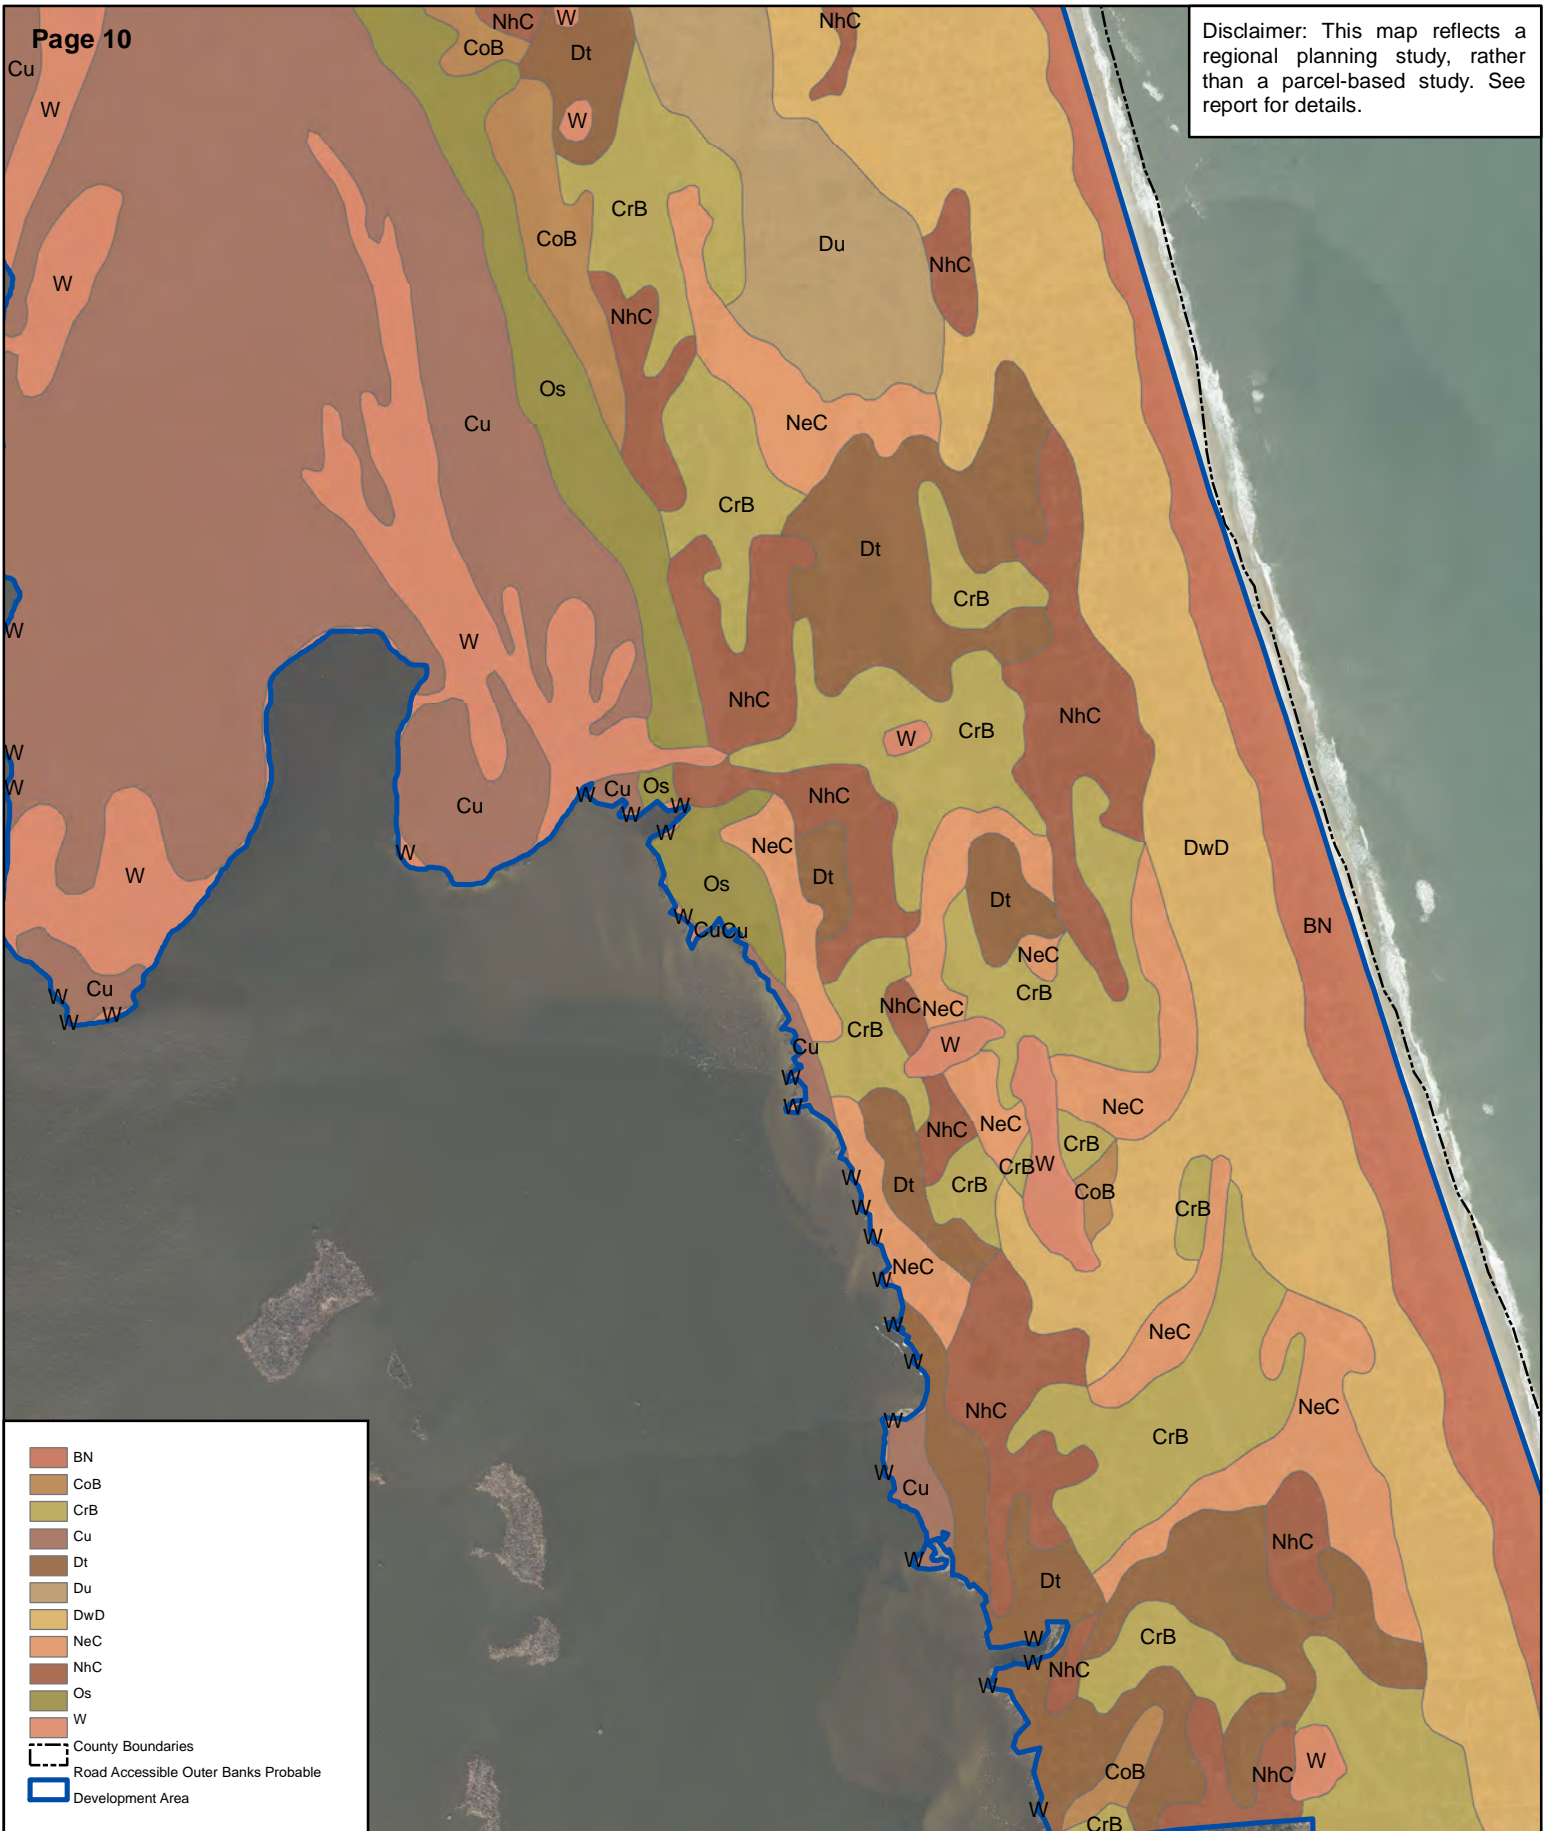 Page 10
Disclaimer: This map reflects a
regional planning study, rather
than a parcel-based study. See
report for details.
NhC
W
NhC
CoB
Dt
Cu
W
W
CrB
CoB
Du
NhC
W
NhC
Os
Cu
NeC
CrB
Dt
CrB
W
W
NhC
NhC
CrB
W
W
W
Cu
Os
W
W
W
Cu
NhC
W
NeC
DwD
W
W
Dt
Os
Dt
W
CuCu
BN
NeC
Cu
CrB
W
NhC
NeC
W
W
CrB
W
Cu
W
W
NeC
NhC
NeC
CrB
CrB
W
W
Dt
CrB
CoB
W
CrB
W
NeC
W
W
NeC
W
NeC
NhC
W
CrB
W
Cu
NhC
W
Dt
W
CrB
W
NhC
W
CoB
NhC
W
W
CrB
BN
CoB
CrB
Cu
Dt
Du
DwD
NeC
NhC
Os
W
County Boundaries
Road Accessible Outer Banks Probable
Development Area